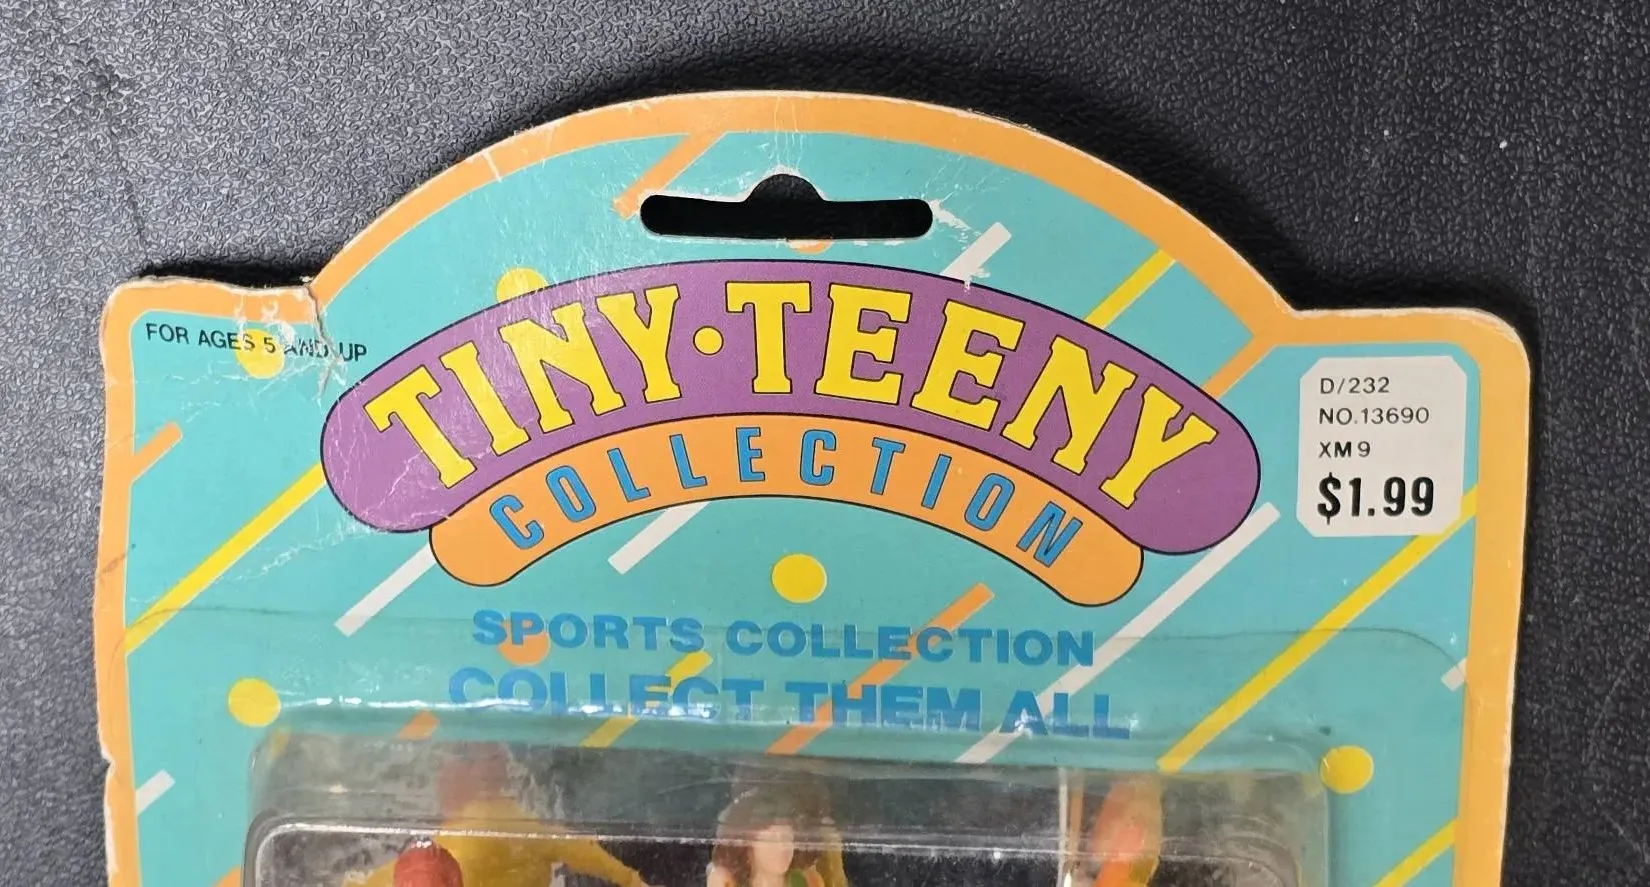 FOR AGES 5 AND UP
TINY·TEENY
COLLECTION
D/232
NO.13690
XM9
$1.99
SPORTS COLLECTION
COLLECT THEM ALL